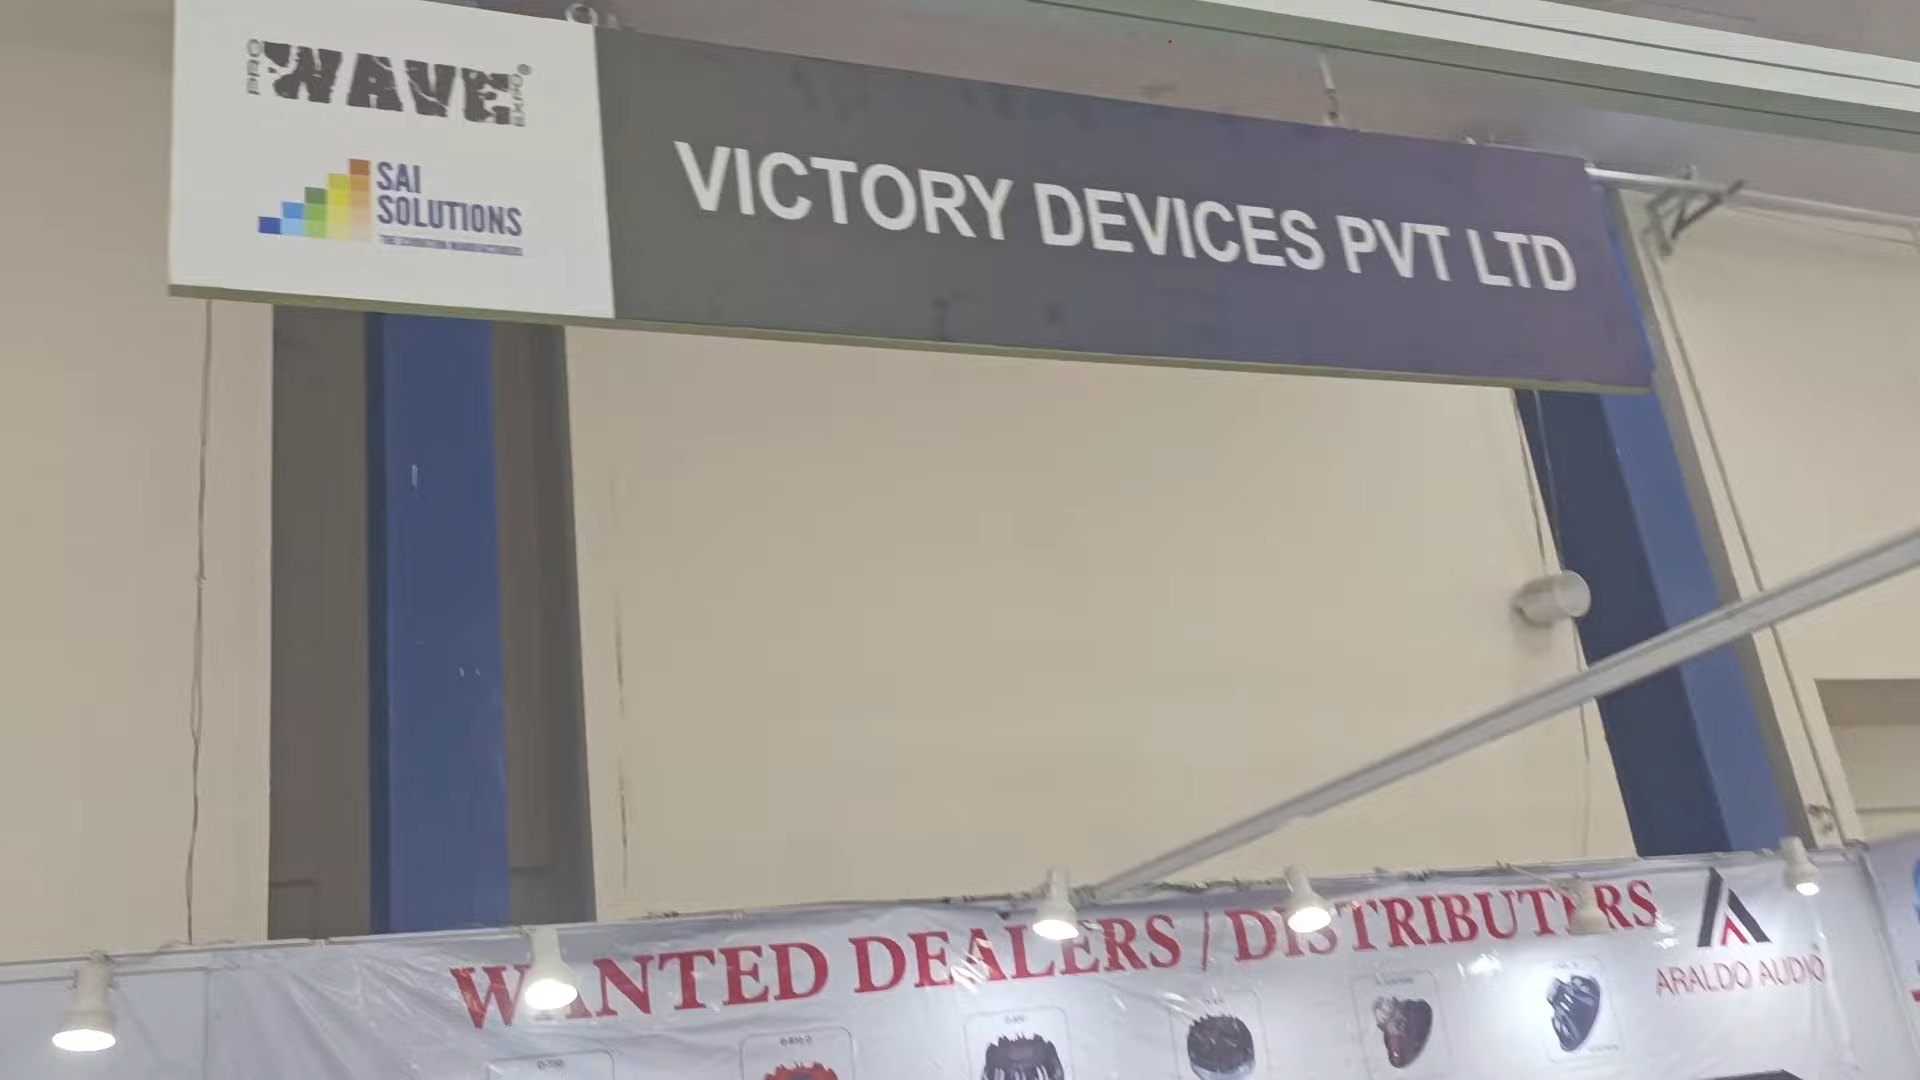 PRO WAVE EXPO
SAI
SOLUTIONS
VICTORY DEVICES PVT LTD
WANTED DEALERS / DISTRIBUTERS
ARALDO AUDIO